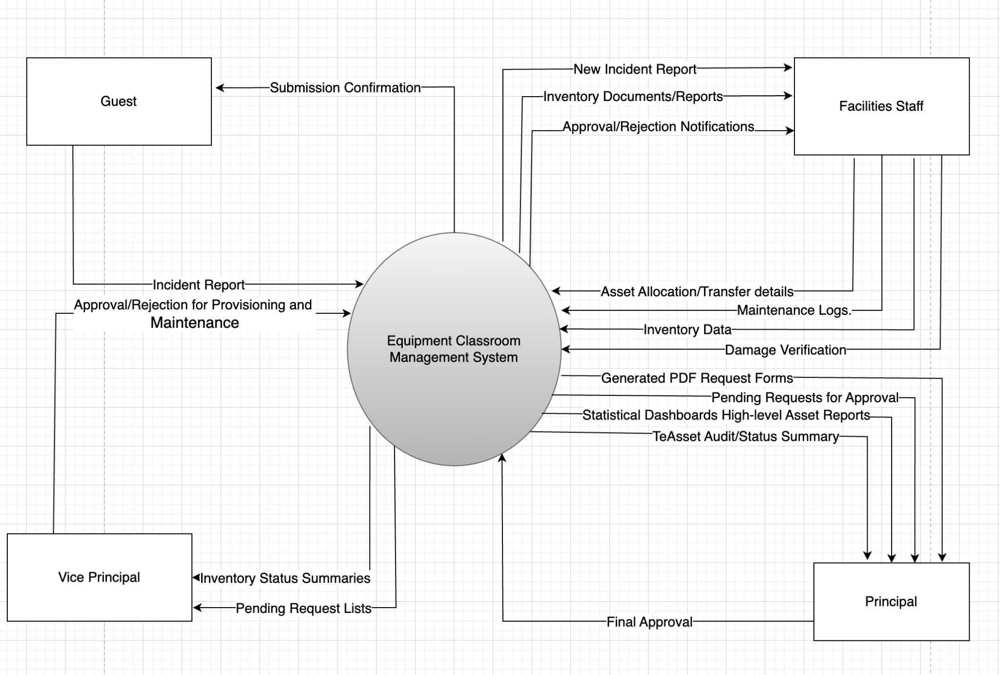 New Incident Report
Submission Confirmation
Inventory Documents/Reports
Guest
Facilities Staff
Approval/Rejection Notifications
Incident Report
Asset Allocation/Transfer details
Approval/Rejection for Provisioning and
Maintenance
Maintenance Logs.
Inventory Data
Equipment Classroom
Management System
Damage Verification
Generated PDF Request Forms
Pending Requests for Approval
Statistical Dashboards High-level Asset Reports
TeAsset Audit/Status Summary
Vice Principal
Inventory Status Summaries
Principal
Pending Request Lists
Final Approval